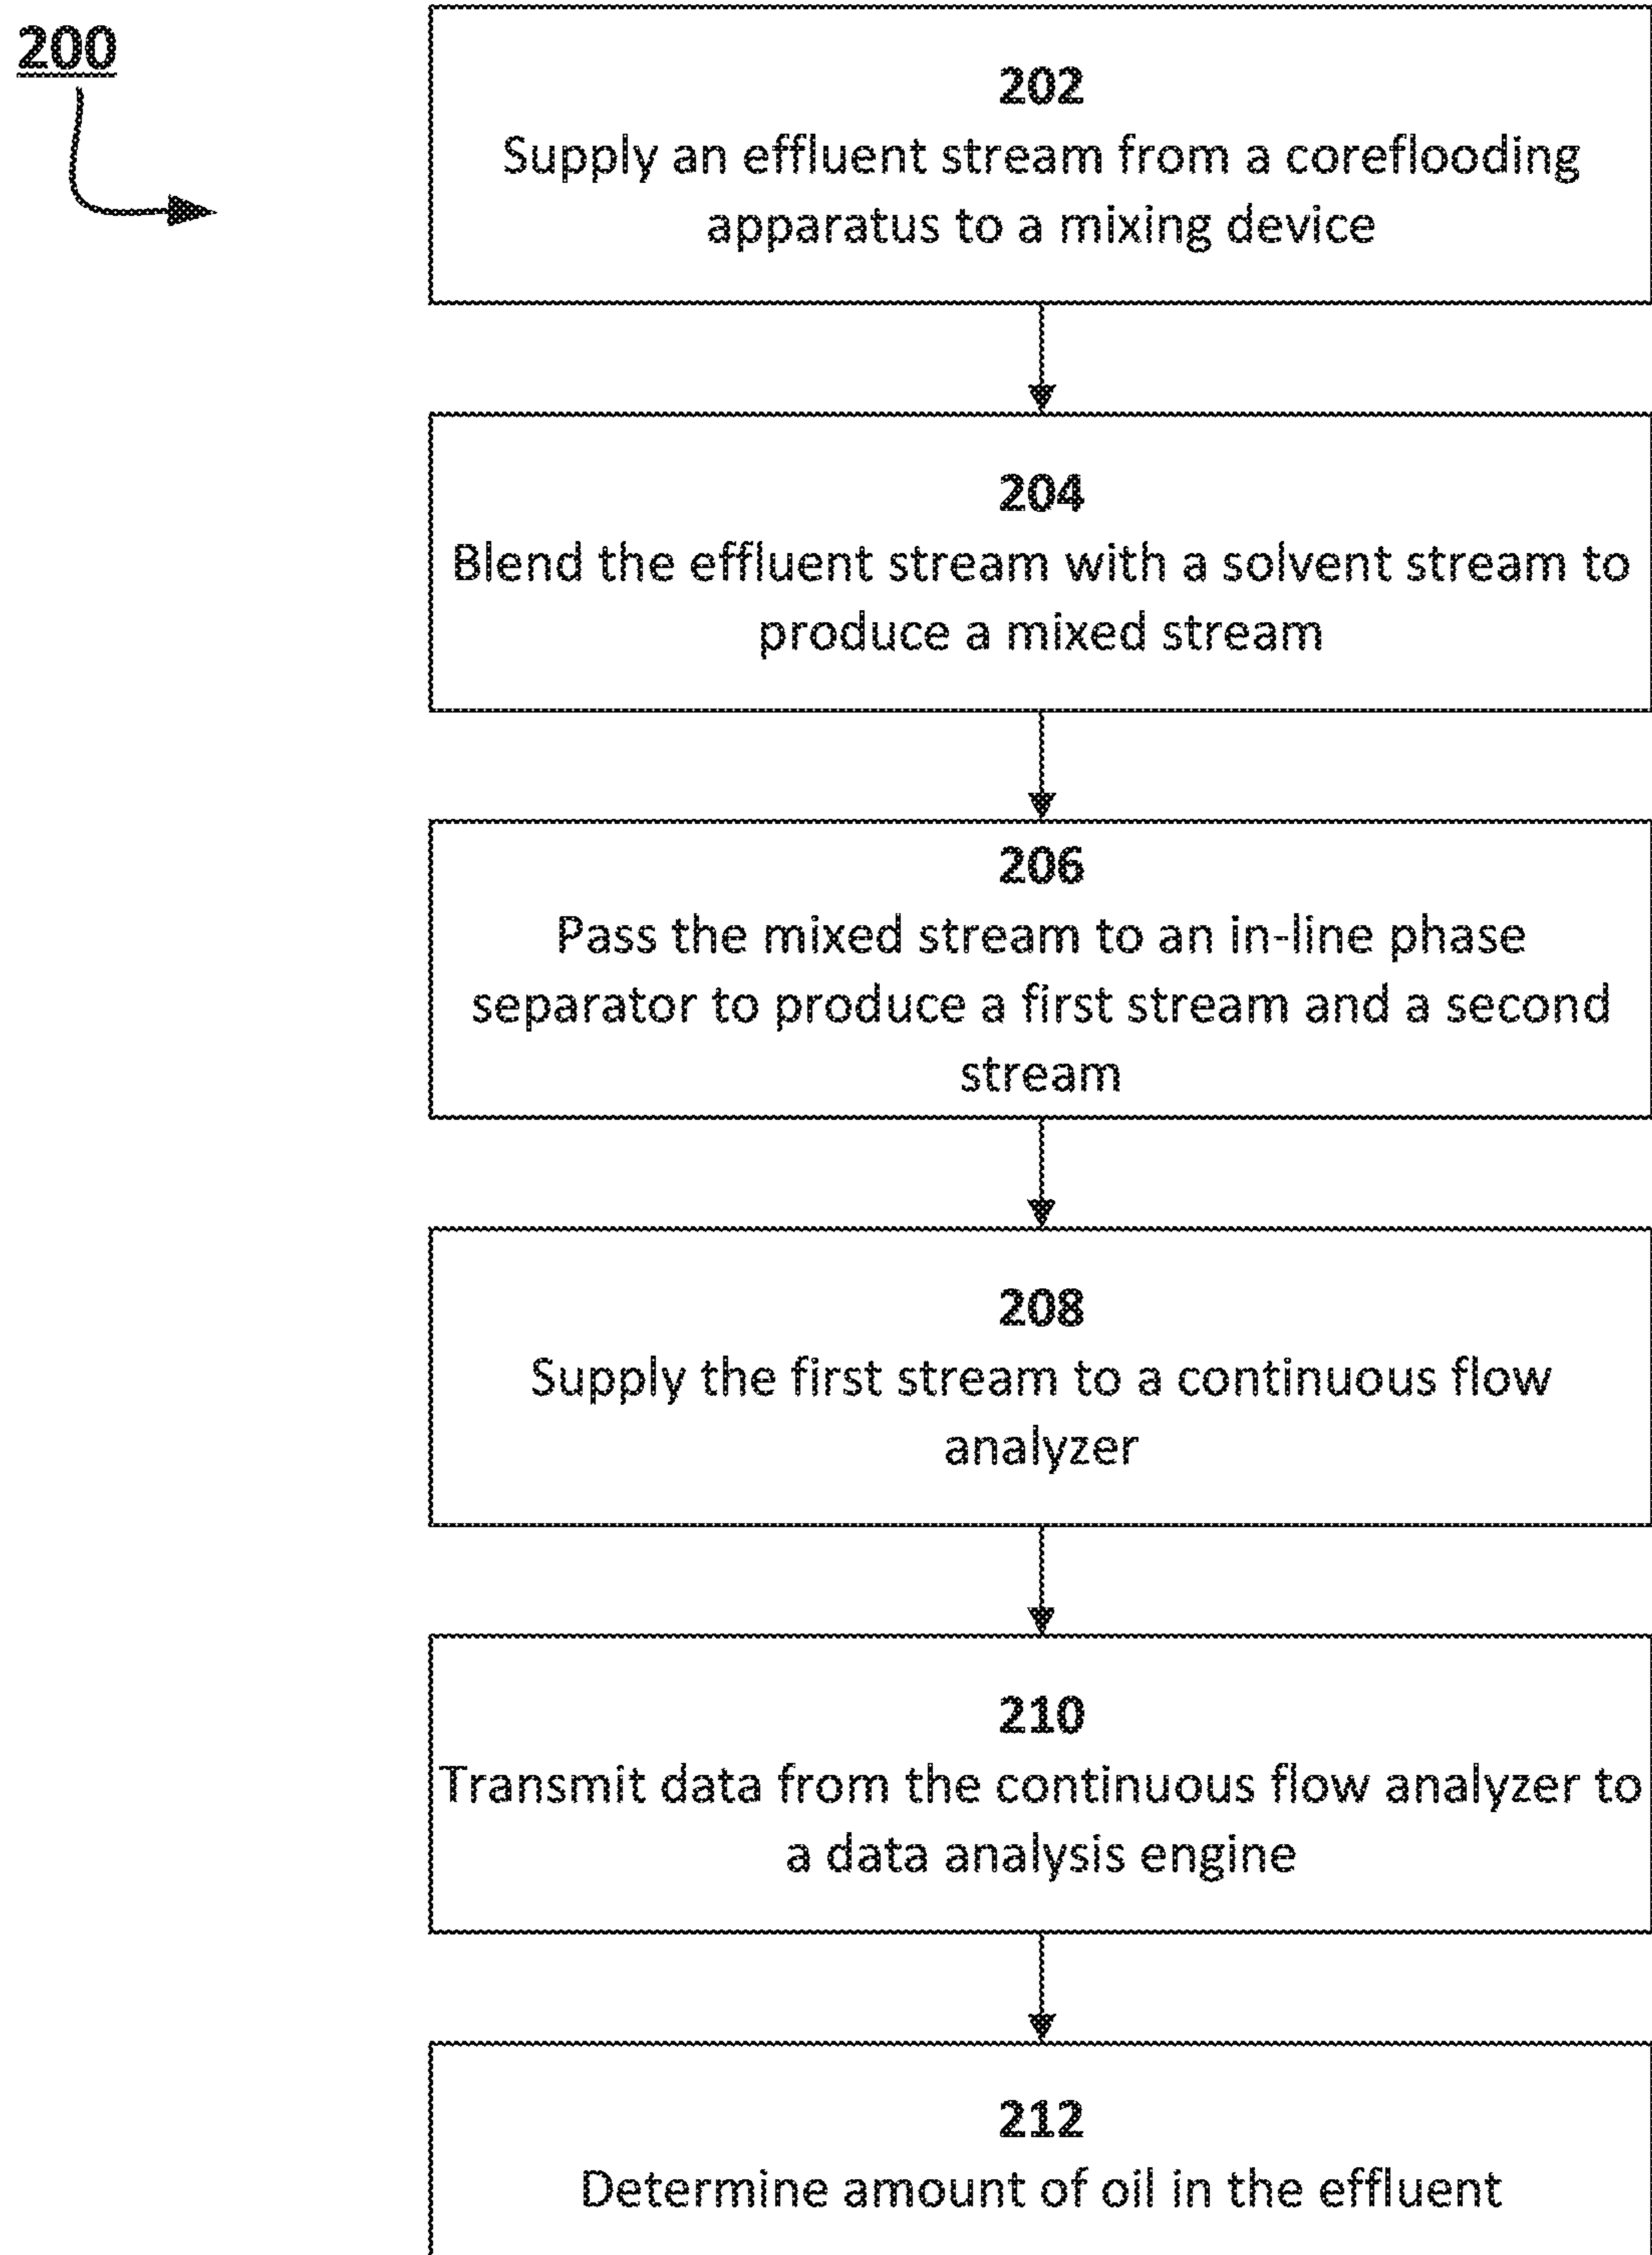 200
202
Supply an effluent stream from a coreflooding
apparatus to a mixing device
204
Blend the effluent stream with a solvent stream to
produce a mixed stream
206
Pass the mixed stream to an in-line phase
separator to produce a first stream and a second
stream
208
Supply the first stream to a continuous flow
analyzer
210
Transmit data from the continuous flow analyzer to
a data analysis engine
212
Determine amount of oil in the effluent